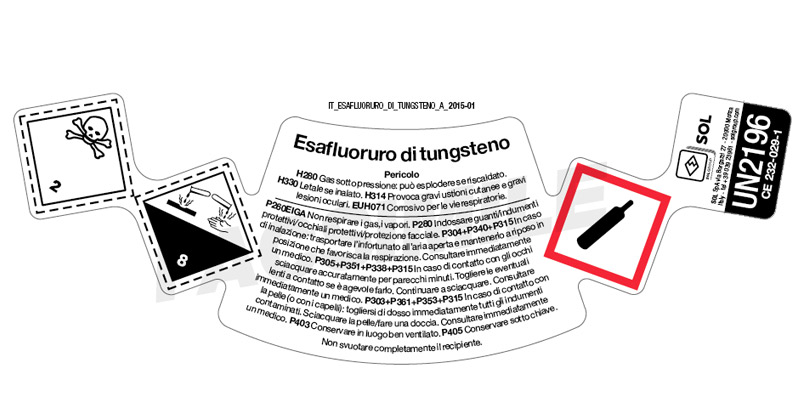 IT_ESAFLUORURO_DI_TUNGSTENO_A_2015-01
Esafluoruro di tungsteno
Pericolo
H280 Gas sotto pressione: può esplodere se riscaldato.
H330 Letale se inalato. H314 Provoca gravi ustioni cutanee e gravi
lesioni oculari. EUH071 Corrosivo per le vie respiratorie.
P260EIGA Non respirare i gas, i vapori. P280 Indossare guanti/indumenti
protettivi/occhiali protettivi/protezione facciale. P304+P340+P315 In caso
di inalazione: trasportare l'infortunato all'aria aperta e mantenerlo a riposo in
posizione che favorisca la respirazione. Consultare immediatamente
un medico. P305+P351+P338+P315 In caso di contatto con gli occhi
sciacquare accuratamente per parecchi minuti. Togliere le eventuali
lenti a contatto se è agevole farlo. Continuare a sciacquare. Consultare
immediatamente un medico. P303+P361+P353+P315 In caso di contatto con
la pelle (o con i capelli): togliersi di dosso immediatamente tutti gli indumenti
contaminati. Sciacquare la pelle/fare una doccia. Consultare immediatamente
un medico. P403 Conservare in luogo ben ventilato. P405 Conservare sotto chiave.
Non svuotare completamente il recipiente.
2
8
SOL
SOL Spa via Borgazzi 27 - 20900 Monza
UN2196
CE 232-029-1